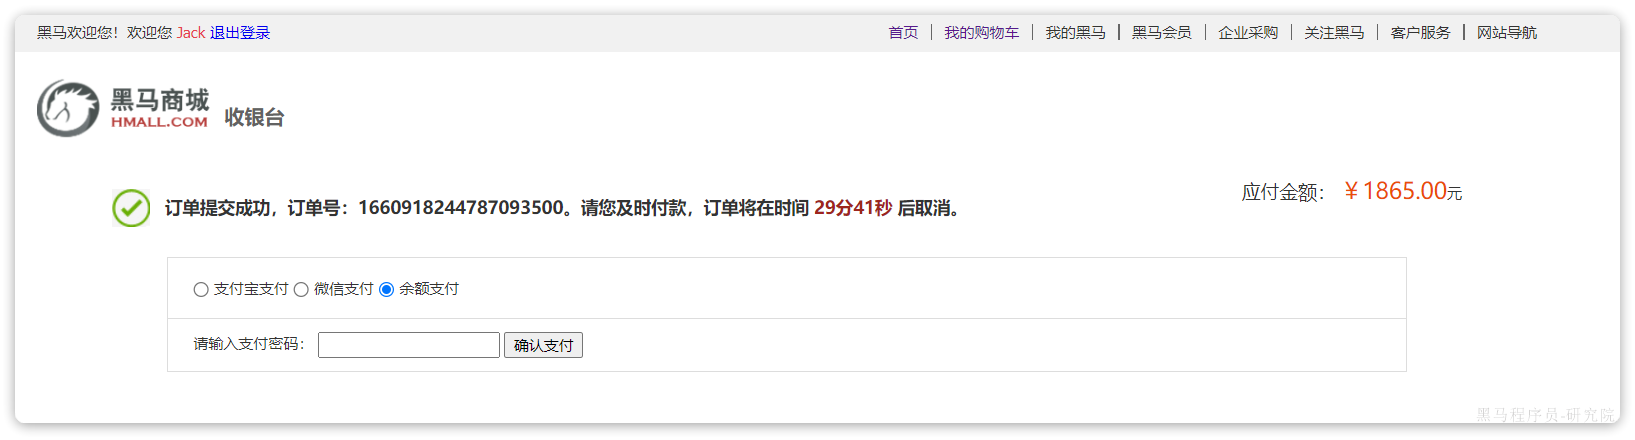 黑马欢迎您！欢迎您 Jack 退出登录 首页 | 我的购物车 | 我的黑马 | 黑马会员 | 企业采购 | 关注黑马 | 客户服务 | 网站导航
黑马商城
HMALL.COM
收银台
应付金额： ￥1865.00元
订单提交成功，订单号：1660918244787093500。请您及时付款，订单将在时间 29分41秒 后取消。
支付宝支付 微信支付 余额支付
请输入支付密码： 确认支付
黑马程序员-研究院